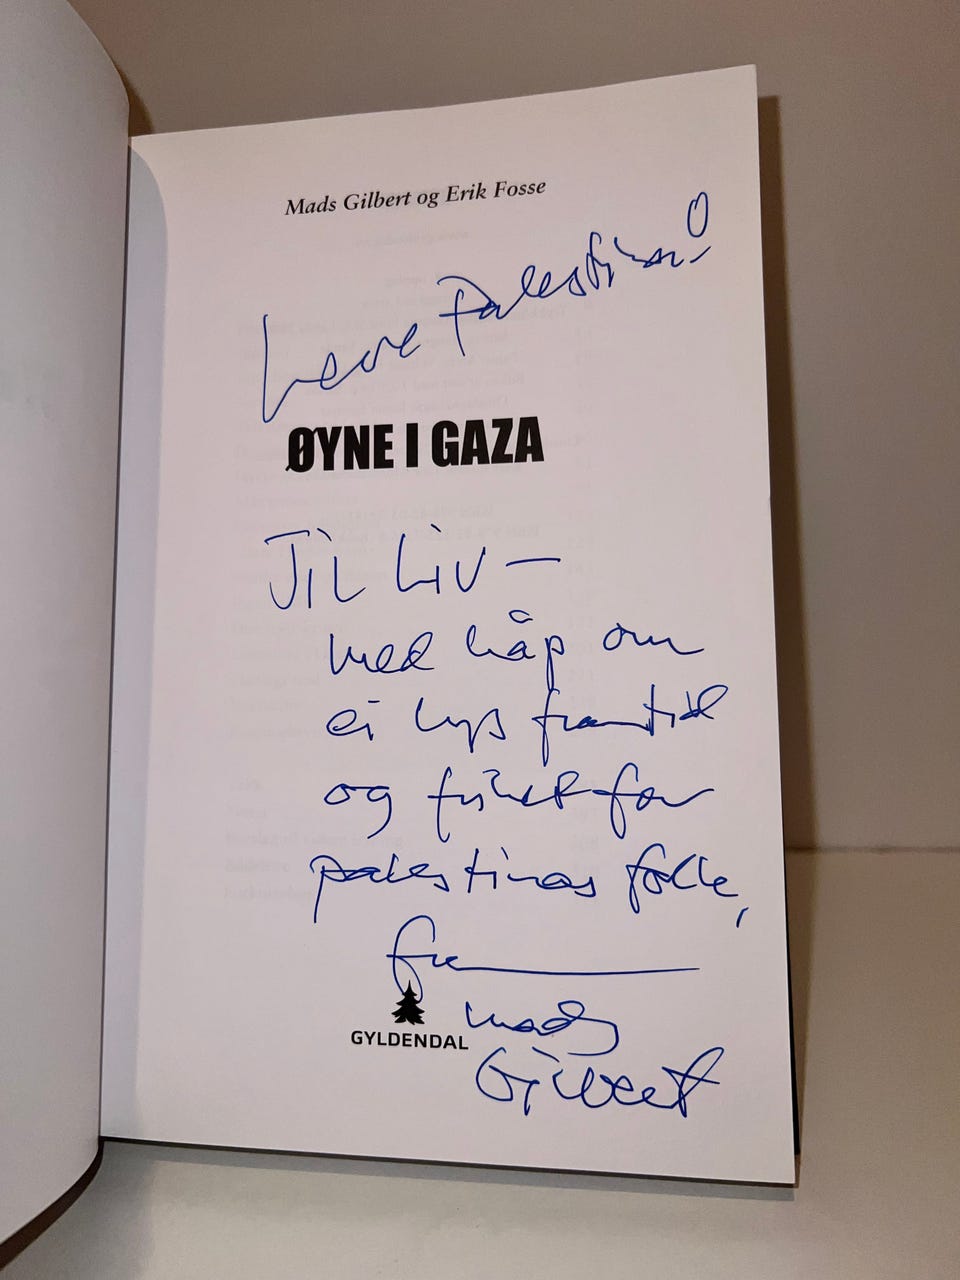 Mads Gilbert og Erik Fosse
Leve Palestina!
ØYNE I GAZA
Til Liv –
med håp om
ei lys framtid
og frihet for
palestinas folk,
fra
GYLDENDAL
Mads
Gilbert